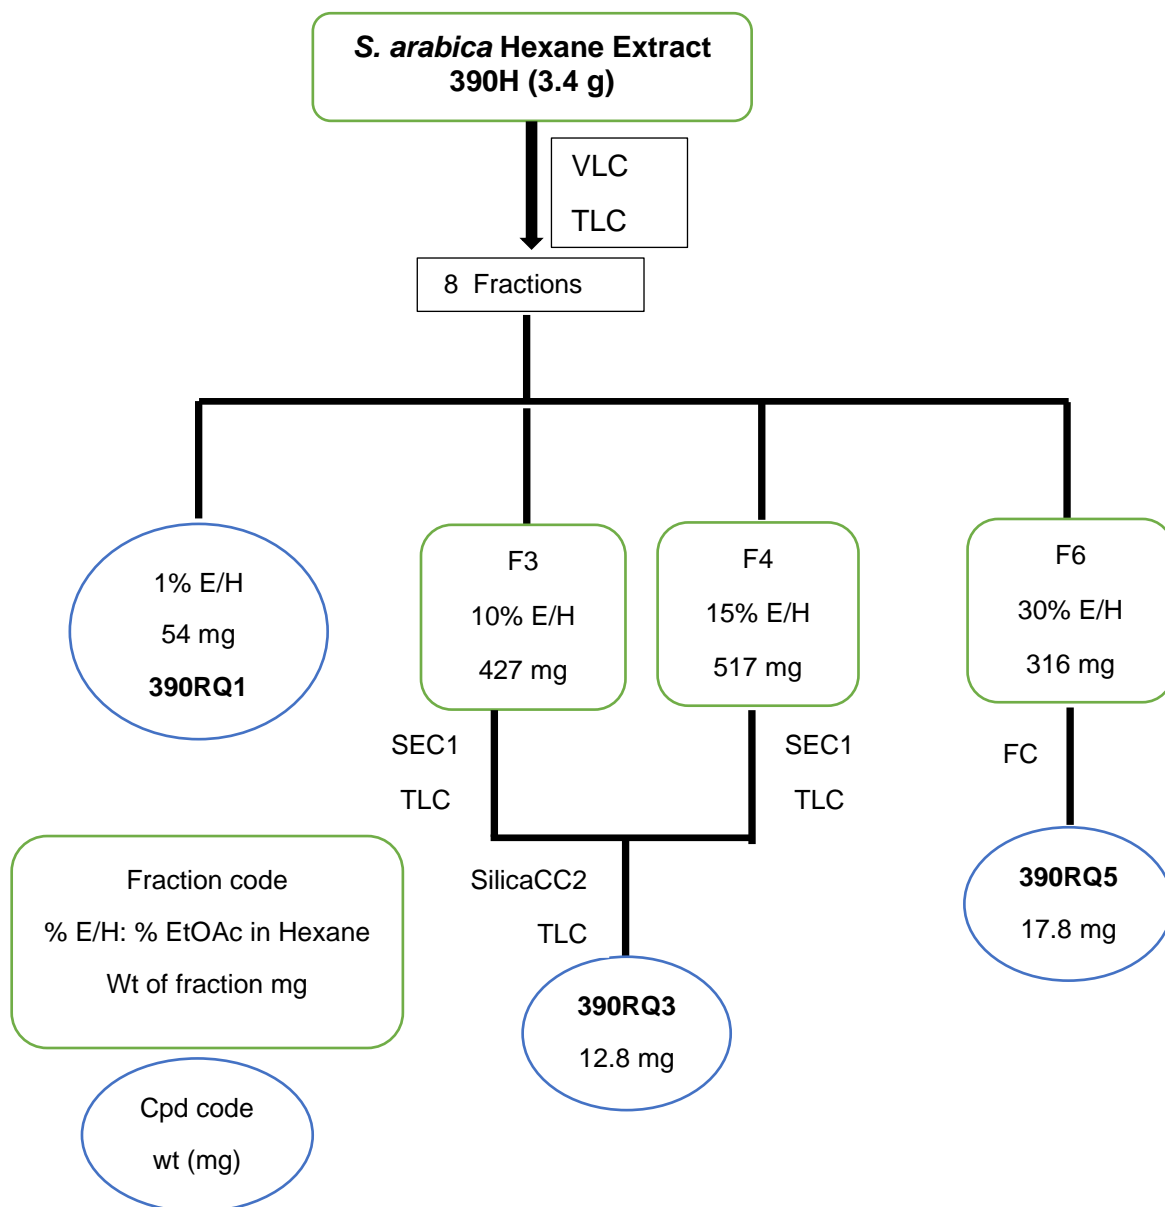 S. arabica Hexane Extract
390H (3.4 g)
VLC
TLC
8 Fractions
1% E/H
54 mg
390RQ1
F3
10% E/H
427 mg
F4
15% E/H
517 mg
F6
30% E/H
316 mg
SEC1
TLC
SEC1
TLC
FC
SilicaCC2
TLC
390RQ3
12.8 mg
390RQ5
17.8 mg
Fraction code
% E/H: % EtOAc in Hexane
Wt of fraction mg
Cpd code
wt (mg)